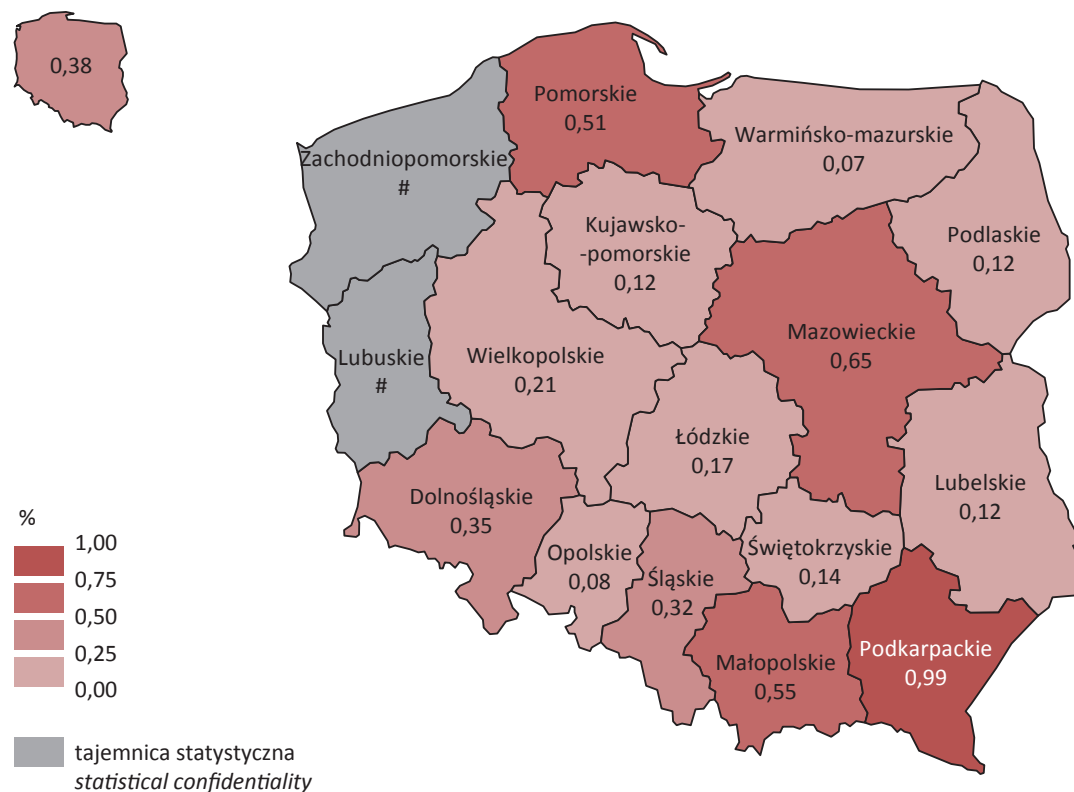 0,38
Pomorskie
0,51
Warmińsko-mazurskie
0,07
Zachodniopomorskie
#
Kujawsko-
-pomorskie
0,12
Podlaskie
0,12
Mazowieckie
0,65
Lubuskie
#
Wielkopolskie
0,21
Łódzkie
0,17
Lubelskie
0,12
Dolnośląskie
0,35
Opolskie
0,08
Śląskie
0,32
Świętokrzyskie
0,14
Małopolskie
0,55
Podkarpackie
0,99
%
1,00
0,75
0,50
0,25
0,00
tajemnica statystyczna
statistical confidentiality